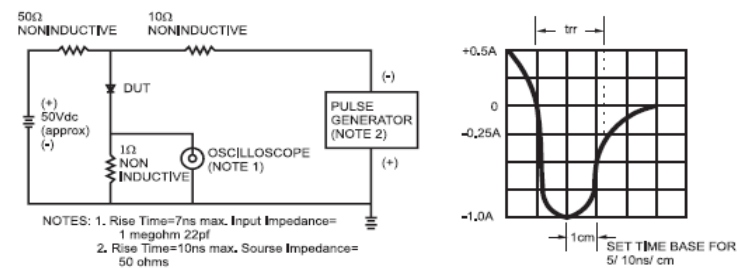 50Ω
NONINDUCTIVE
10Ω
NONINDUCTIVE
DUT
(+)
50Vdc
(approx)
(-)
1Ω
NON
INDUCTIVE
OSCILLOSCOPE
(NOTE 1)
(-)
PULSE
GENERATOR
(NOTE 2)
(+)
NOTES: 1. Rise Time=7ns max. Input Impedance=
1 megohm 22pf
2. Rise Time=10ns max. Sourse Impedance=
50 ohms
trr
+0.5A
0
-0.25A
-1.0A
1cm
SET TIME BASE FOR
5/ 10ns/ cm